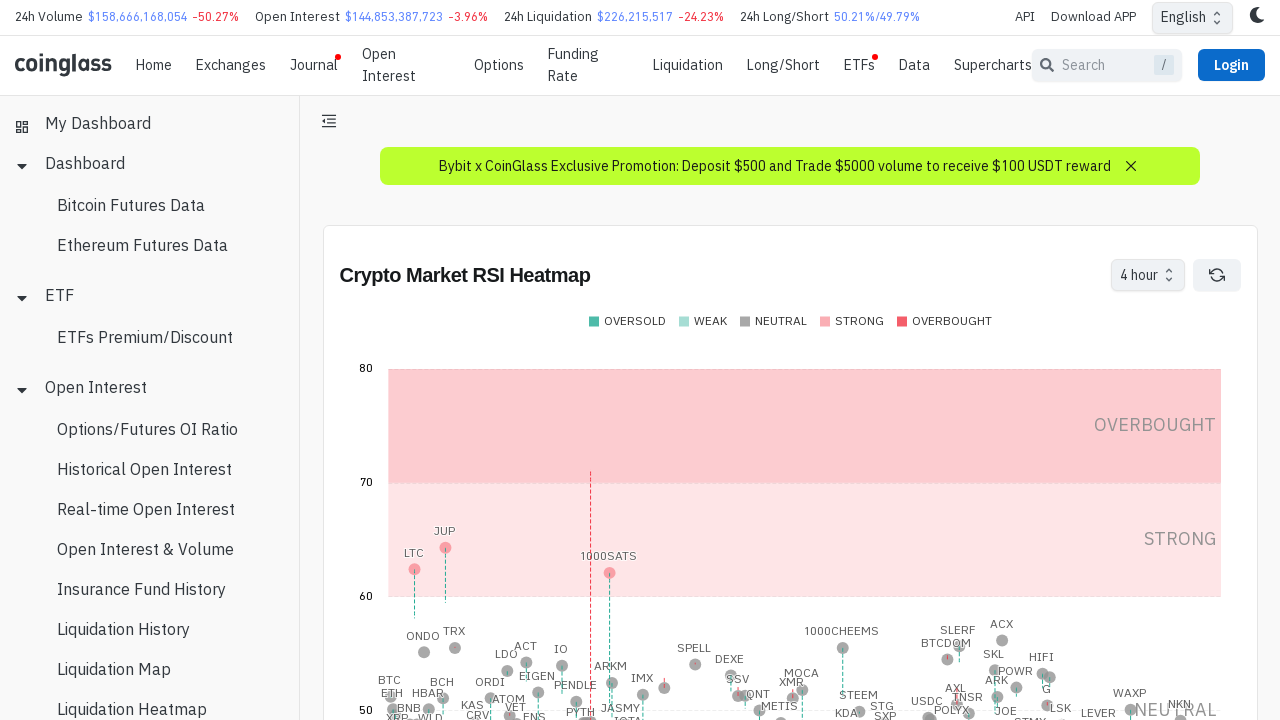 24h Volume $158,666,168,054 -50.27% Open Interest $144,853,387,723 -3.96% 24h Liquidation $226,215,517 -24.23% 24h Long/Short 50.21%/49.79% API Download APP English
coinglass Home Exchanges Journal Open Interest Options Funding Rate Liquidation Long/Short ETFs Data Supercharts Search / Login
My Dashboard
Dashboard
Bitcoin Futures Data
Ethereum Futures Data
ETF
ETFs Premium/Discount
Open Interest
Options/Futures OI Ratio
Historical Open Interest
Real-time Open Interest
Open Interest & Volume
Insurance Fund History
Liquidation History
Liquidation Map
Liquidation Heatmap
Bybit x CoinGlass Exclusive Promotion: Deposit $500 and Trade $5000 volume to receive $100 USDT reward
Crypto Market RSI Heatmap 4 hour
OVERSOLD WEAK NEUTRAL STRONG OVERBOUGHT
80
OVERBOUGHT
70
JUP
STRONG
LTC 1000SATS
60
ACX
ONDO TRX 1000CHEEMS SLERF
BTCDOM
ACT IO SPELL
LDO SKL HIFI
DEXE
ARKM
EIGEN MOCA POWR
BTC BCH ORDI PENDLE IMX SSV XMR ARK G
ETH HBAR AXL WAXP
ATOM STEEM TNSR
BNB KAS VET JASMY METIS STG USDC POLYX JOE LSK NKN
WLD CRV ENS PYTH KDA SXP LEVER
50 NEUTRAL